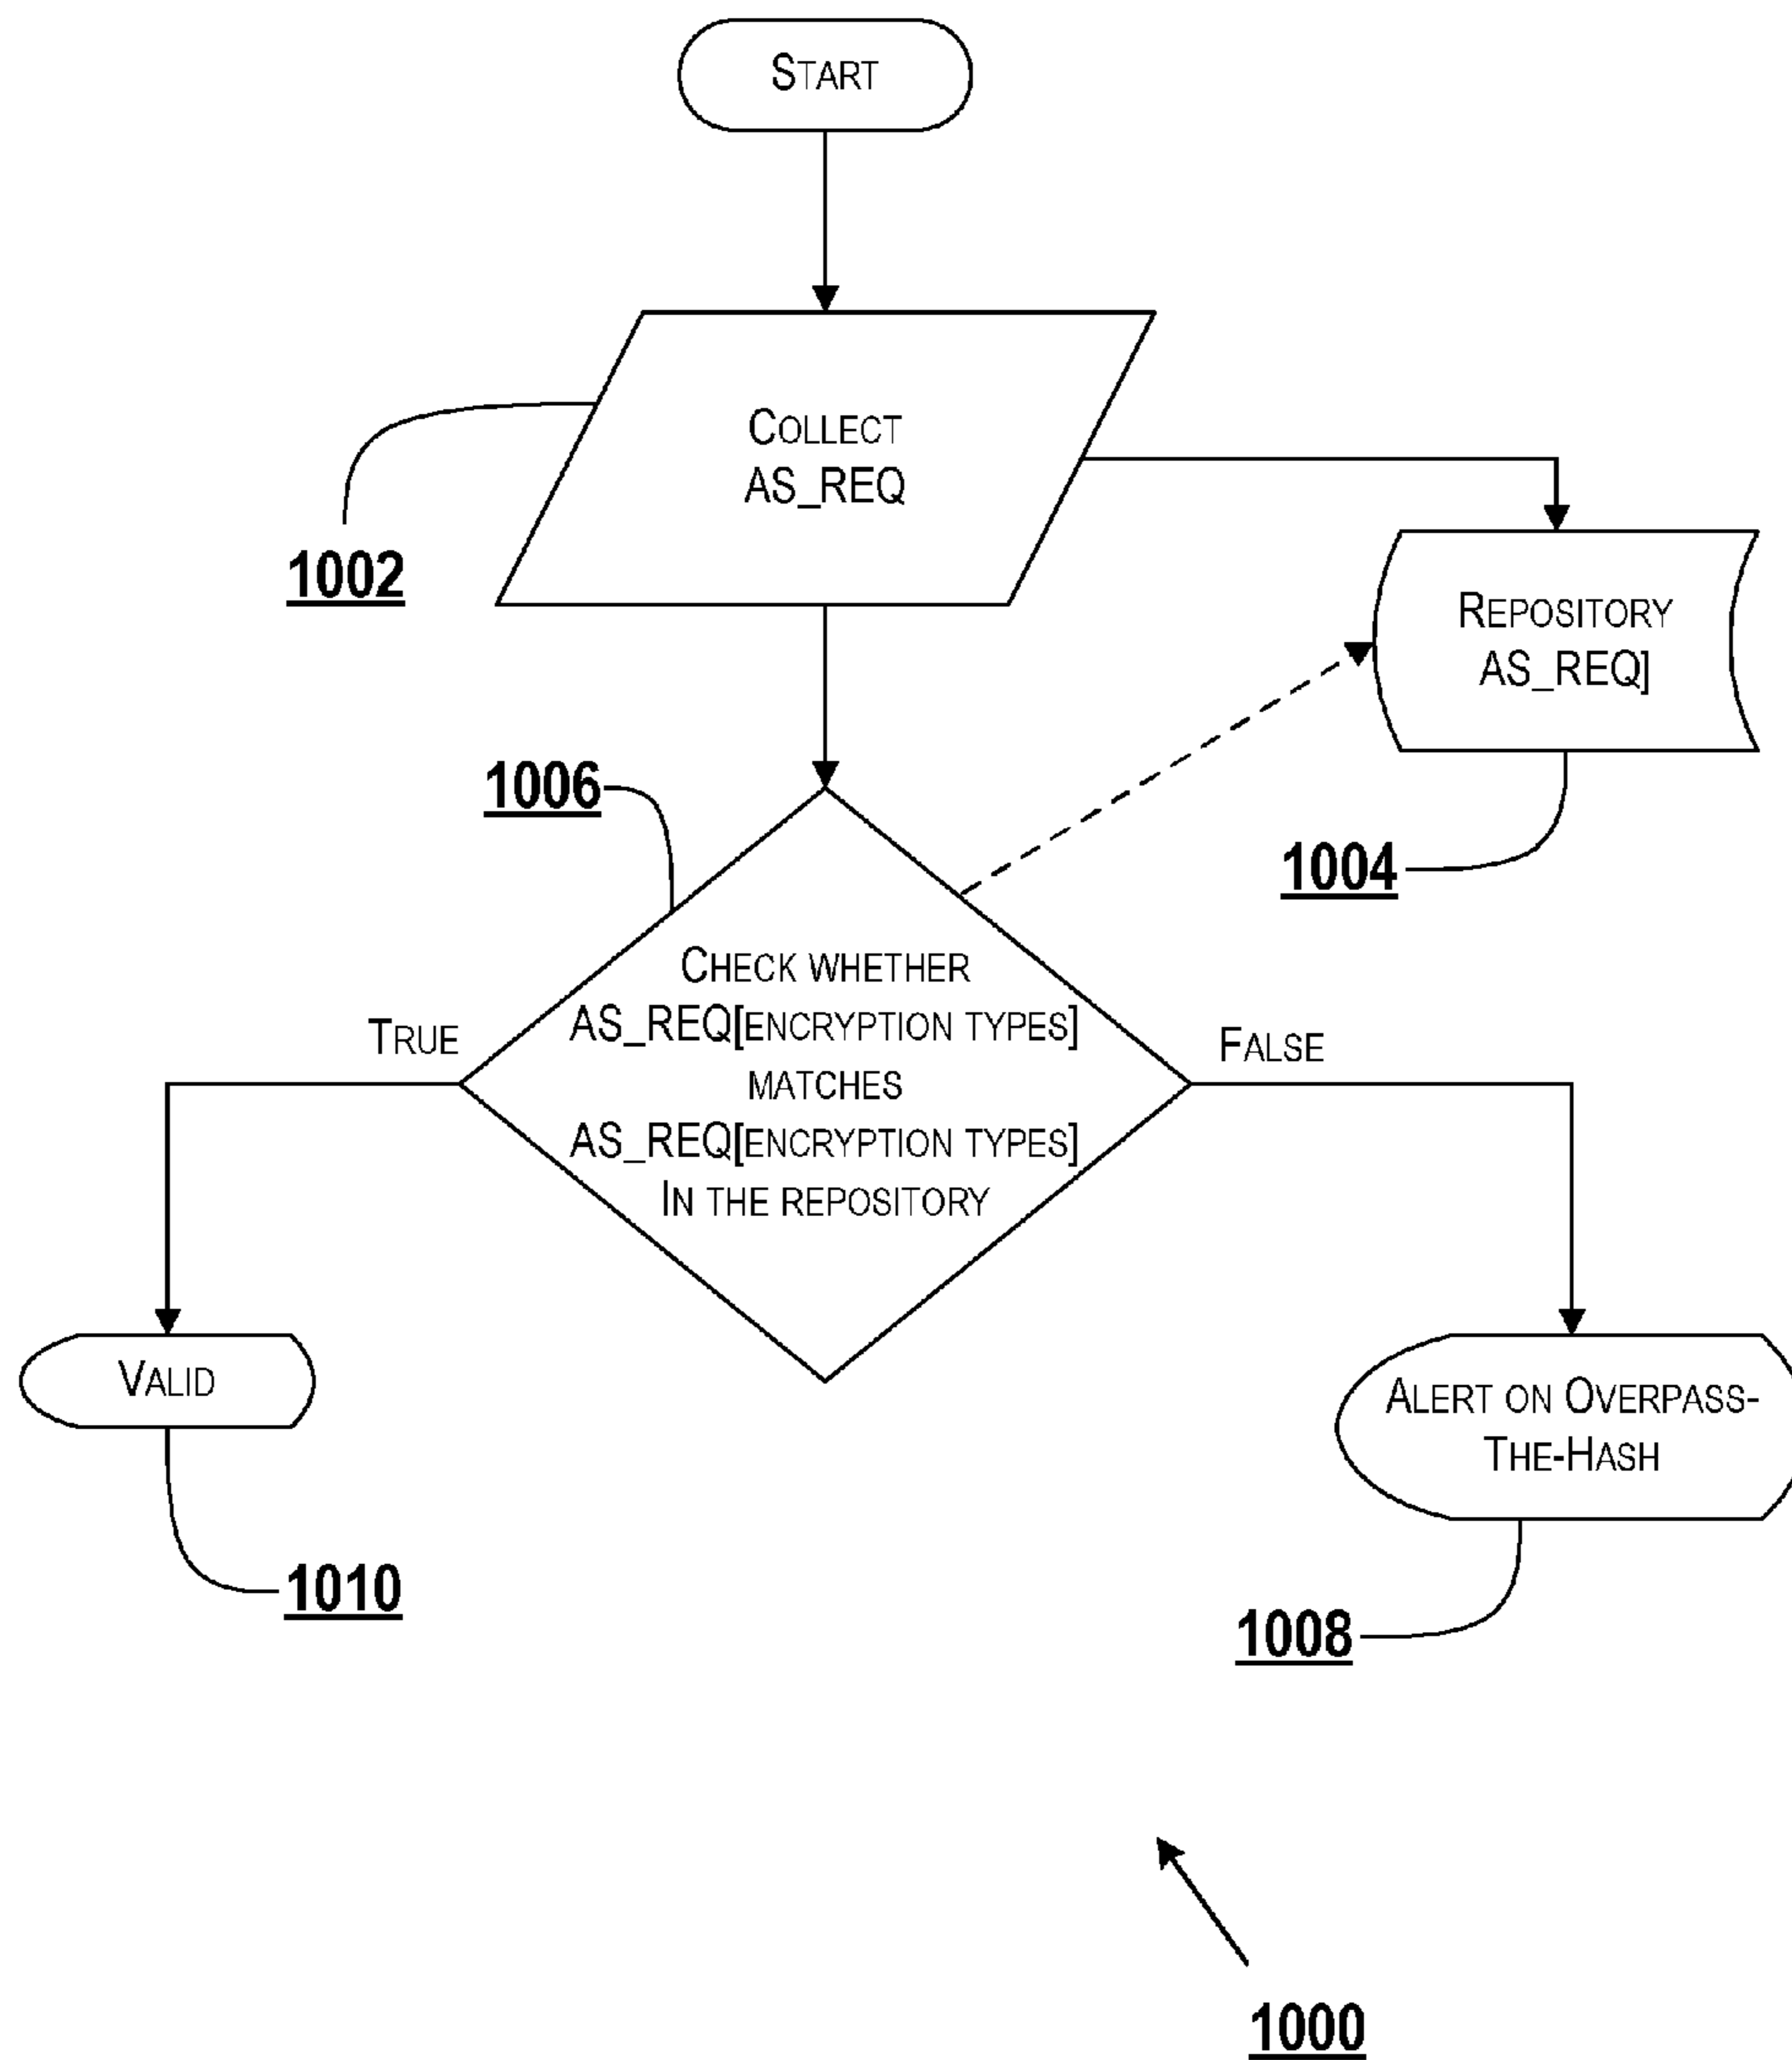 START
COLLECT
AS_REQ
1002
REPOSITORY
AS_REQ]
1004
1006
CHECK WHETHER
AS_REQ[ENCRYPTION TYPES]
MATCHES
AS_REQ[ENCRYPTION TYPES]
IN THE REPOSITORY
TRUE
FALSE
VALID
1010
ALERT ON OVERPASS-
THE-HASH
1008
1000